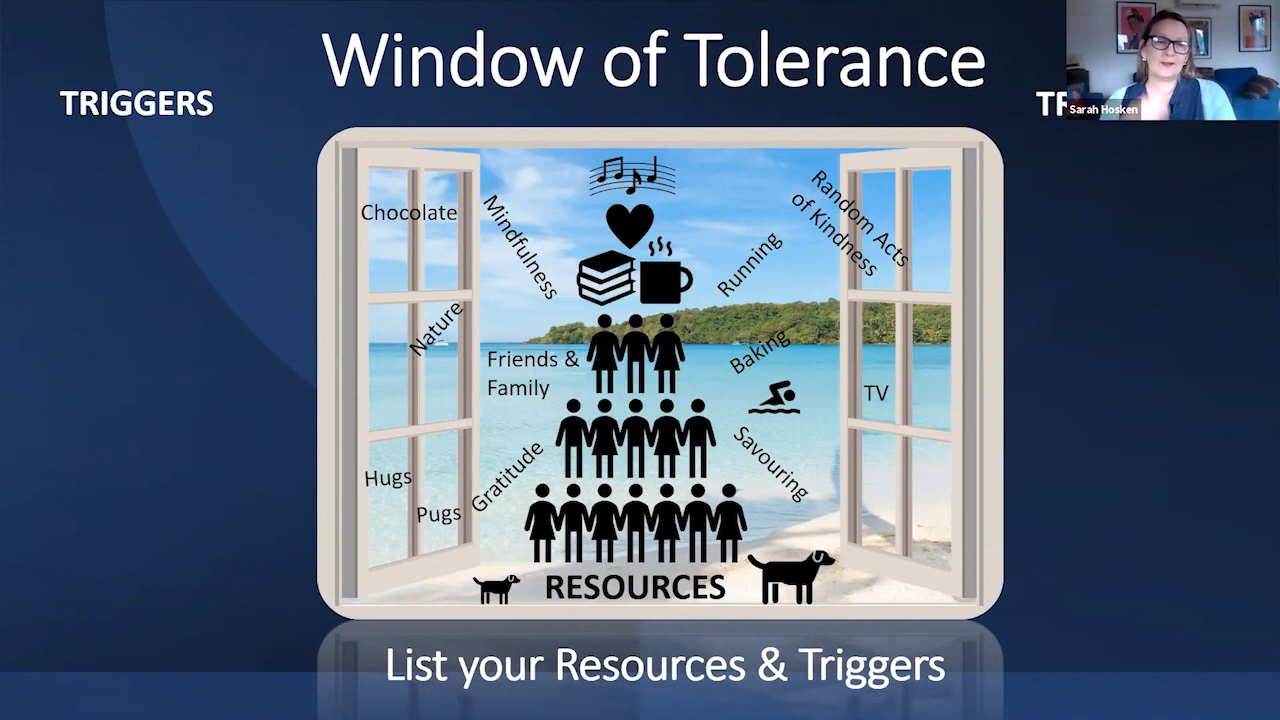 Window of Tolerance
TRIGGERS
TR
Sarah Hosken
Chocolate
Mindfulness
Running
Random Acts
of Kindness
Nature
Friends &
Family
Baking
TV
Hugs
Pugs
Gratitude
Savouring
RESOURCES
List your Resources & Triggers